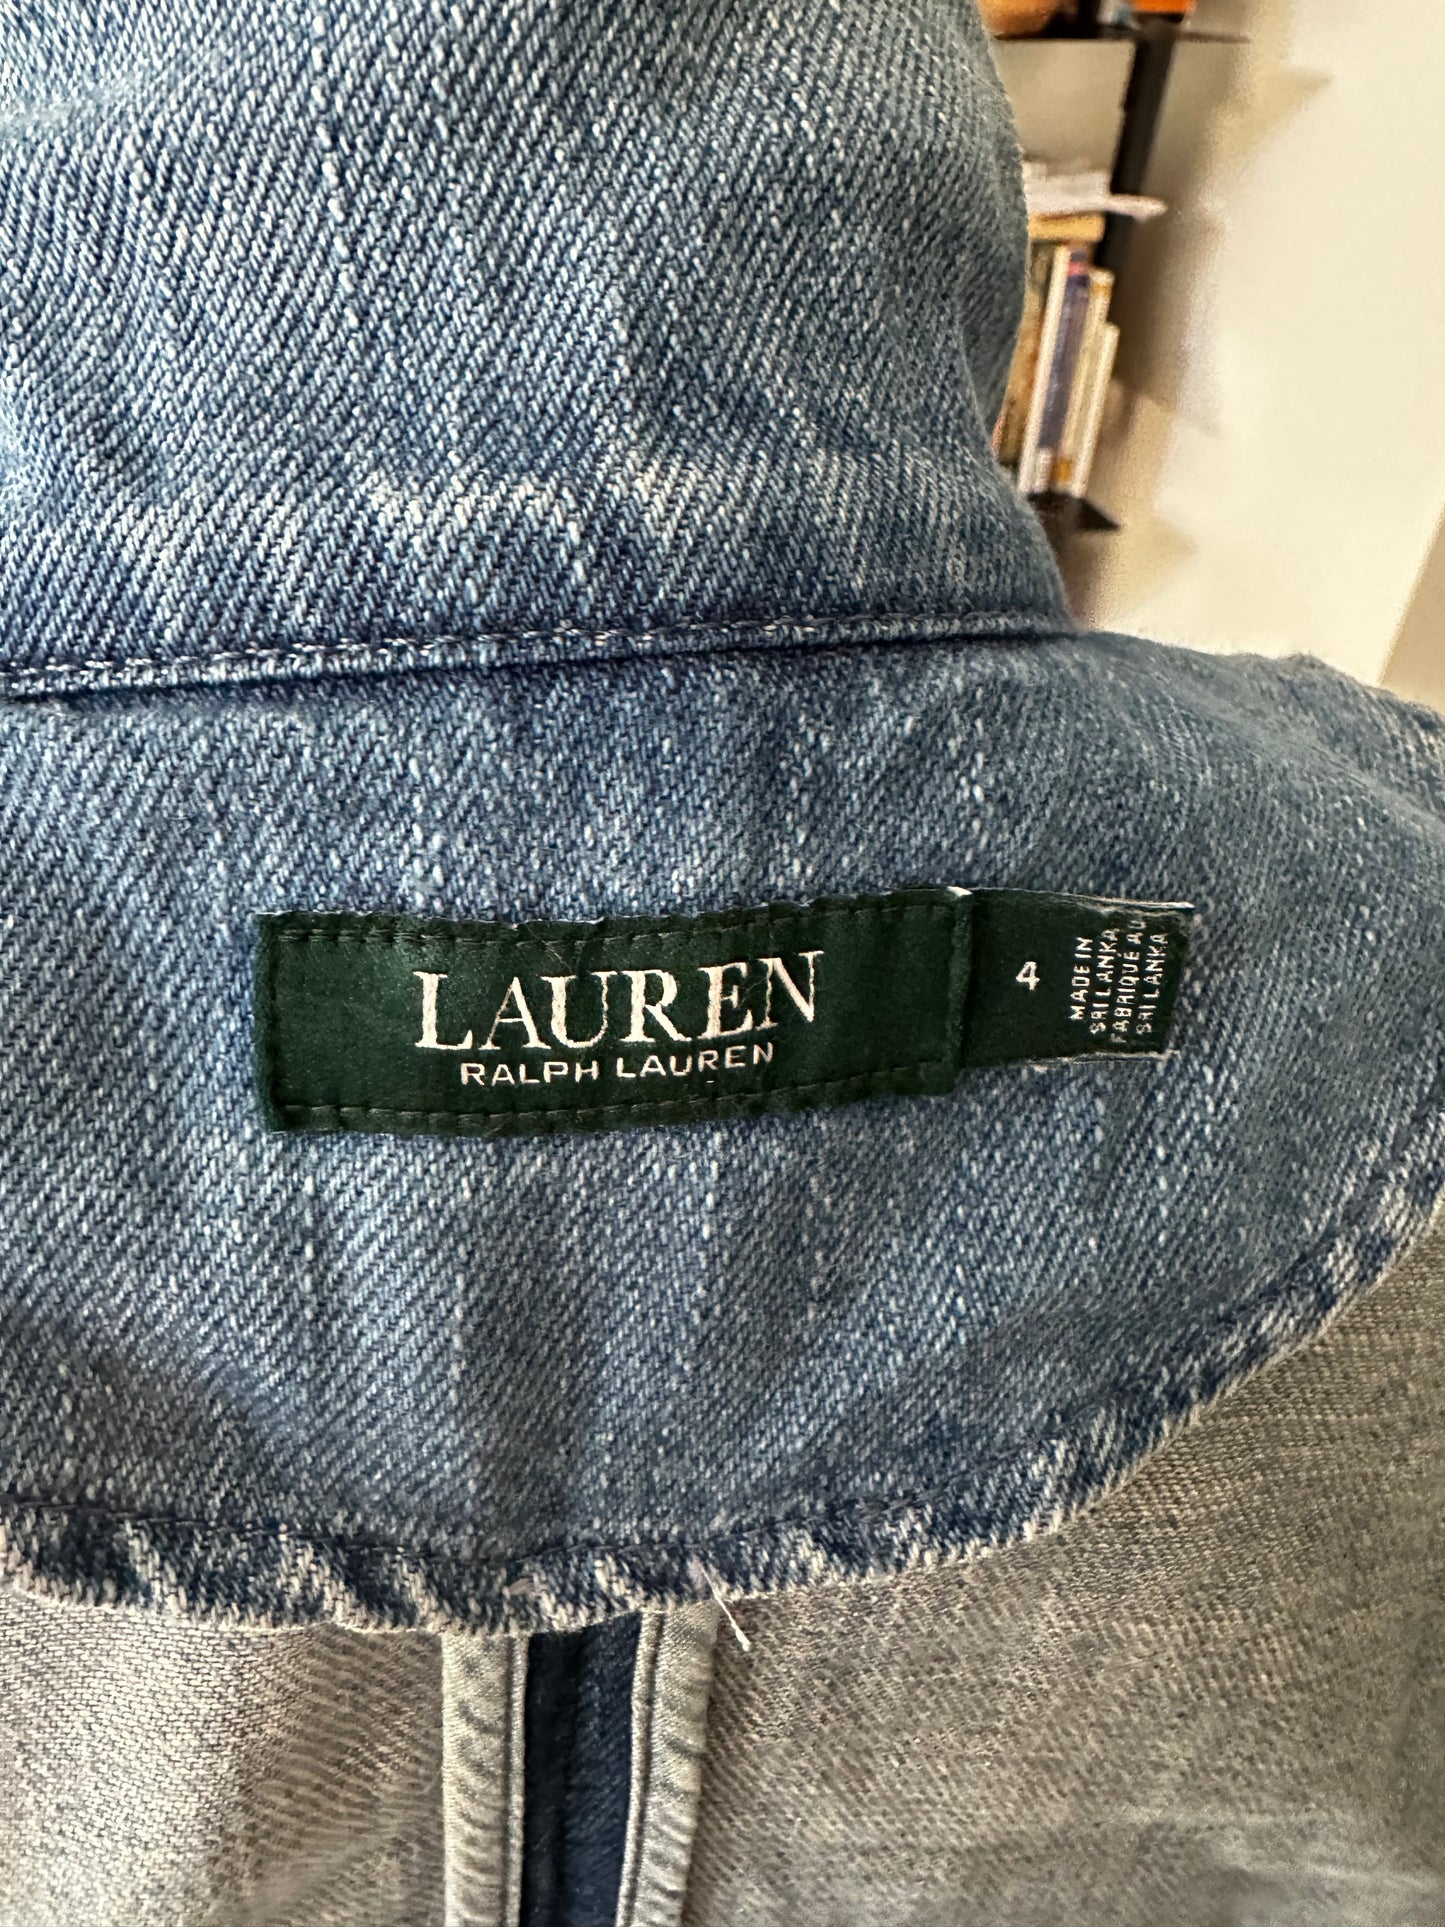 LAUREN
RALPH LAUREN
4
MADE IN
SRI LANKA
FABRIQUÉ AU
SRI LANKA